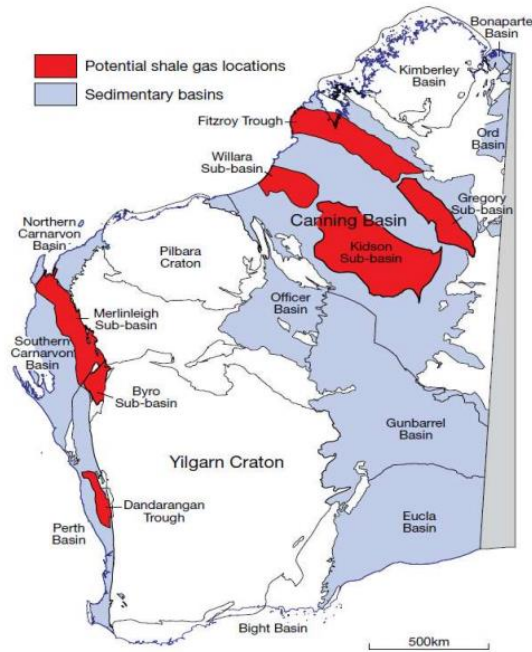 Bonaparte
Basin
Potential shale gas locations
Sedimentary basins
Kimberley
Basin
Fitzroy Trough
Ord
Basin
Willara
Sub-basin
Gregory
Sub-basin
Canning Basin
Kidson
Sub-basin
Northern
Carnarvon
Basin
Pilbara
Craton
Officer
Basin
Merlinleigh
Sub-basin
Southern
Carnarvon
Basin
Byro
Sub-basin
Gunbarrel
Basin
Yilgarn Craton
Dandarangan
Trough
Perth
Basin
Eucla
Basin
Bight Basin
500km